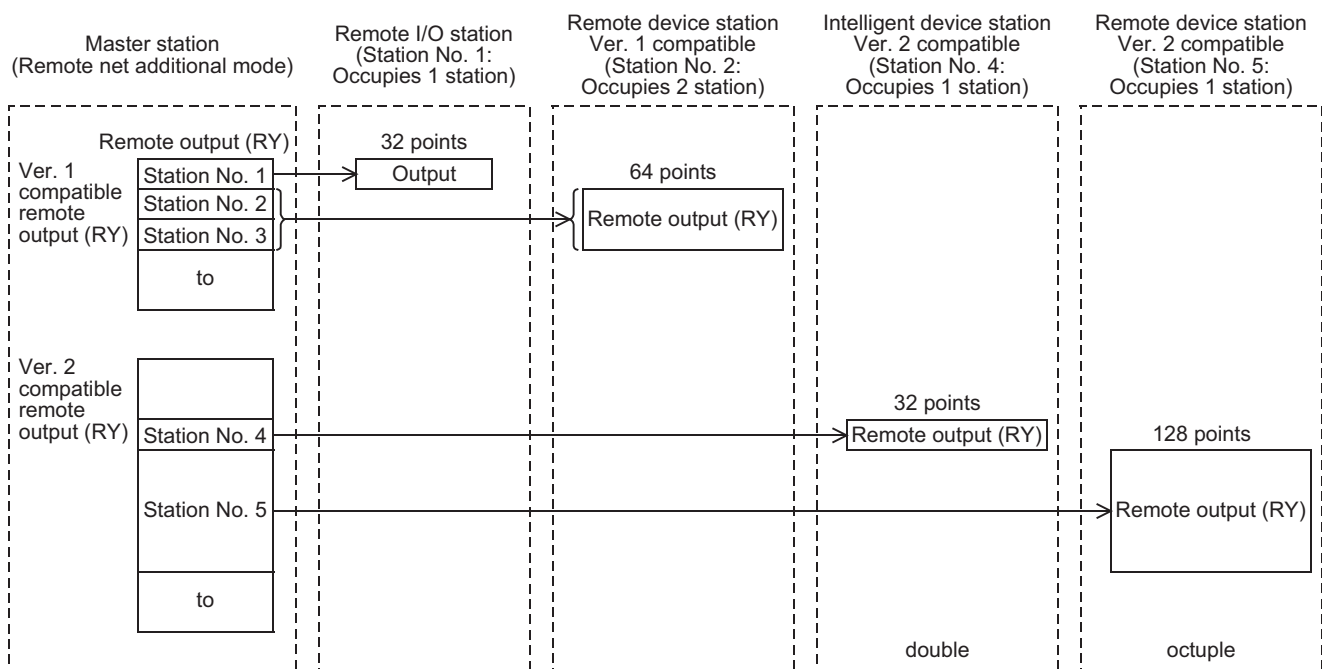 Master station
(Remote net additional mode)
Remote I/O station
(Station No. 1:
Occupies 1 station)
Remote device station
Ver. 1 compatible
(Station No. 2:
Occupies 2 station)
Intelligent device station
Ver. 2 compatible
(Station No. 4:
Occupies 1 station)
Remote device station
Ver. 2 compatible
(Station No. 5:
Occupies 1 station)
Remote output (RY)
Ver. 1
compatible
remote
output (RY)
Station No. 1
Station No. 2
Station No. 3
to
32 points
Output
64 points
Remote output (RY)
Ver. 2
compatible
remote
output (RY)
Station No. 4
Station No. 5
to
32 points
Remote output (RY)
128 points
Remote output (RY)
double
octuple